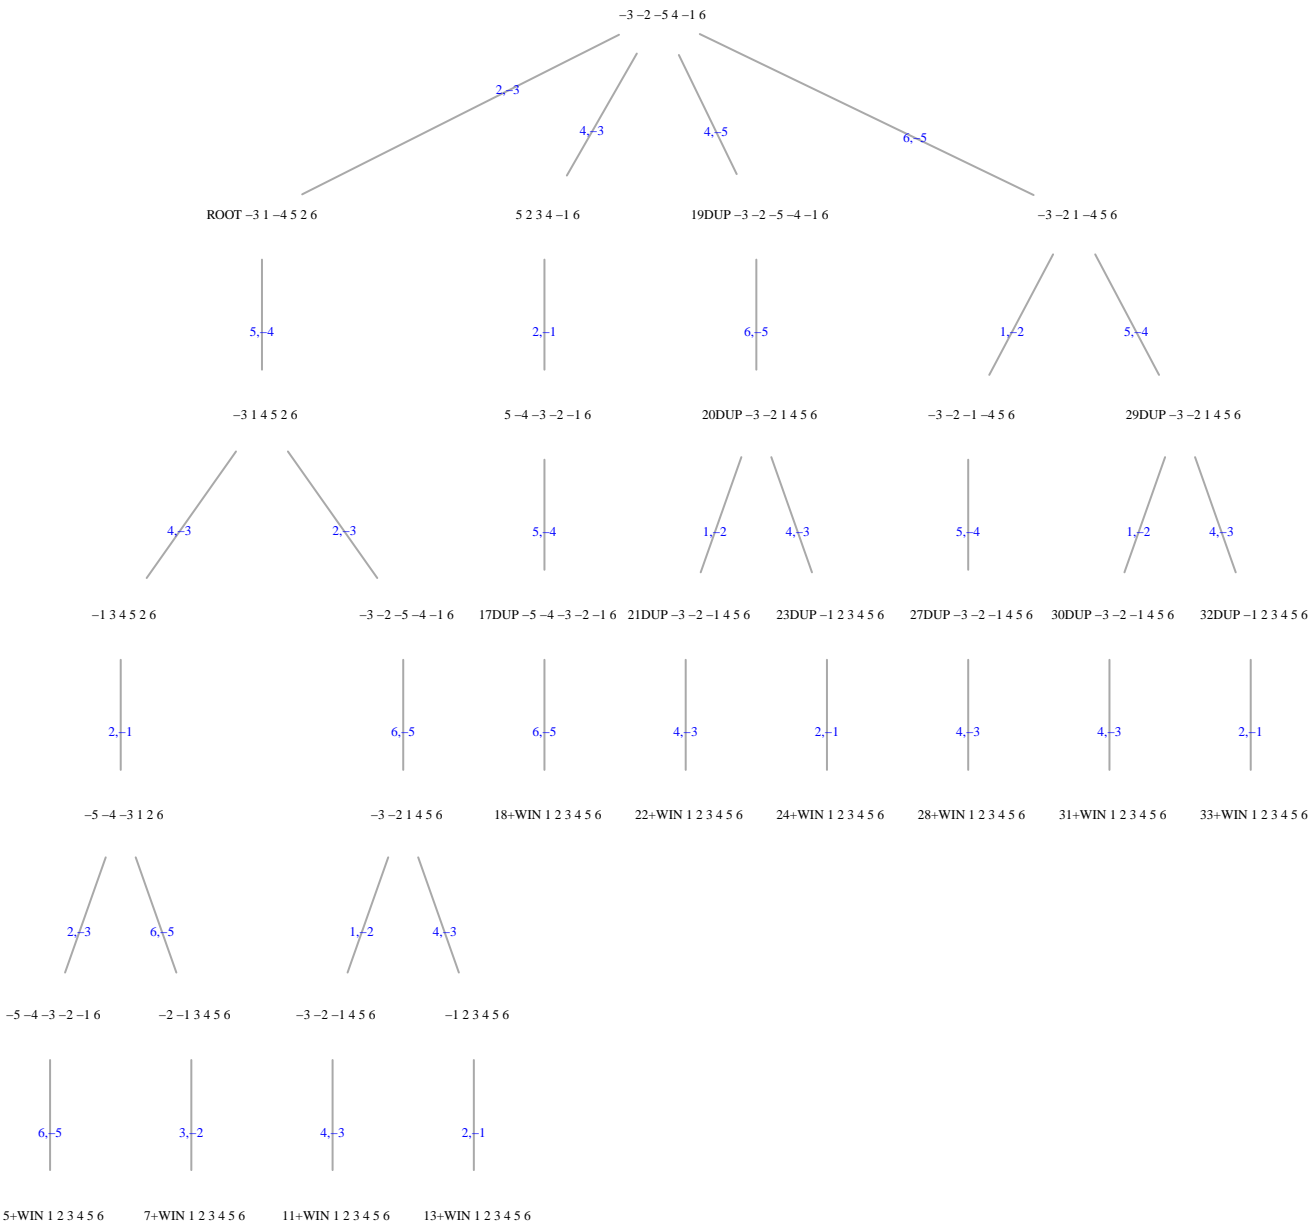 −3 −2 −5 4 −1 6
2,−3
4,−3
4,−5
6,−5
ROOT −3 1 −4 5 2 6
5 2 3 4 −1 6
19DUP −3 −2 −5 −4 −1 6
−3 −2 1 −4 5 6
5,−4
2,−1
6,−5
1,−2
5,−4
−3 1 4 5 2 6
5 −4 −3 −2 −1 6
20DUP −3 −2 1 4 5 6
−3 −2 −1 −4 5 6
29DUP −3 −2 1 4 5 6
4,−3
2,−3
5,−4
1,−2
4,−3
5,−4
1,−2
4,−3
−1 3 4 5 2 6
−3 −2 −5 −4 −1 6
17DUP −5 −4 −3 −2 −1 6
21DUP −3 −2 −1 4 5 6
23DUP −1 2 3 4 5 6
27DUP −3 −2 −1 4 5 6
30DUP −3 −2 −1 4 5 6
32DUP −1 2 3 4 5 6
2,−1
6,−5
6,−5
4,−3
2,−1
4,−3
4,−3
2,−1
−5 −4 −3 1 2 6
−3 −2 1 4 5 6
18+WIN 1 2 3 4 5 6
22+WIN 1 2 3 4 5 6
24+WIN 1 2 3 4 5 6
28+WIN 1 2 3 4 5 6
31+WIN 1 2 3 4 5 6
33+WIN 1 2 3 4 5 6
2,−3
6,−5
1,−2
4,−3
−5 −4 −3 −2 −1 6
−2 −1 3 4 5 6
−3 −2 −1 4 5 6
−1 2 3 4 5 6
6,−5
3,−2
4,−3
2,−1
5+WIN 1 2 3 4 5 6
7+WIN 1 2 3 4 5 6
11+WIN 1 2 3 4 5 6
13+WIN 1 2 3 4 5 6